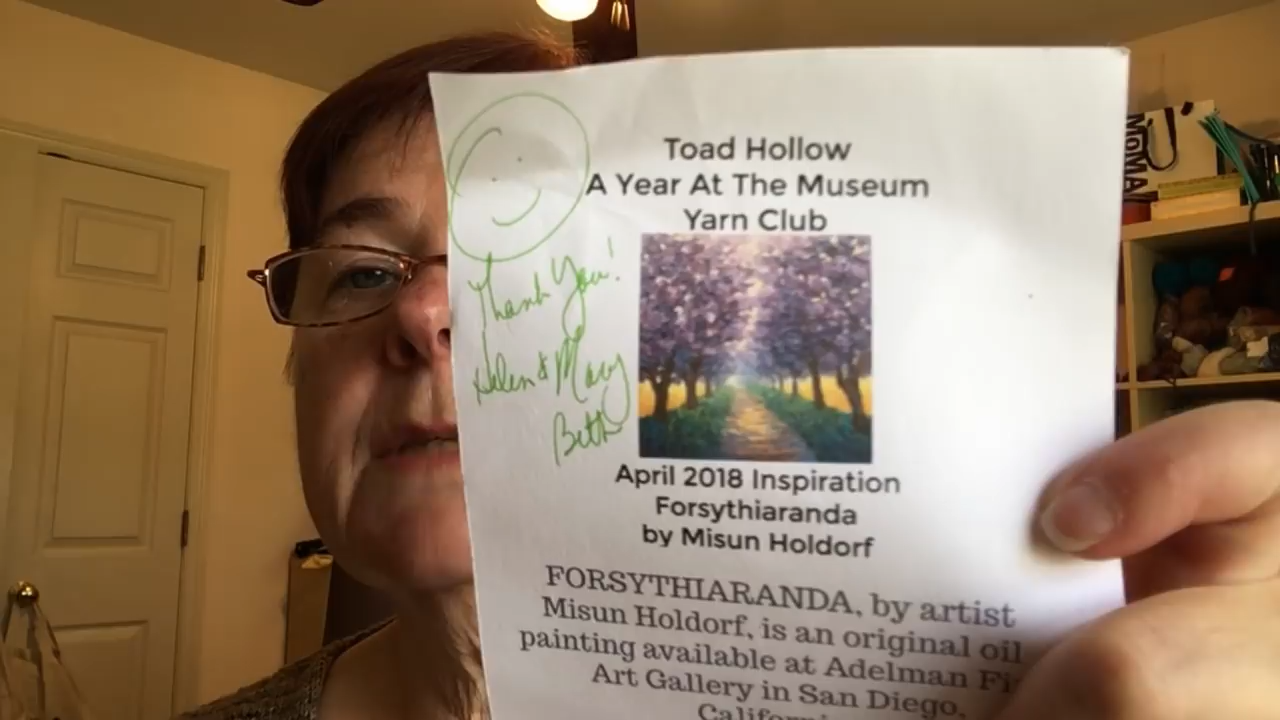 Toad Hollow
A Year At The Museum
Yarn Club
Thank You!
Helen & Mary
Beth
April 2018 Inspiration
Forsythiaranda
by Misun Holdorf
FORSYTHIARANDA, by artist
Misun Holdorf, is an original oil
painting available at Adelman
Art Gallery in San Diego,
MOMA